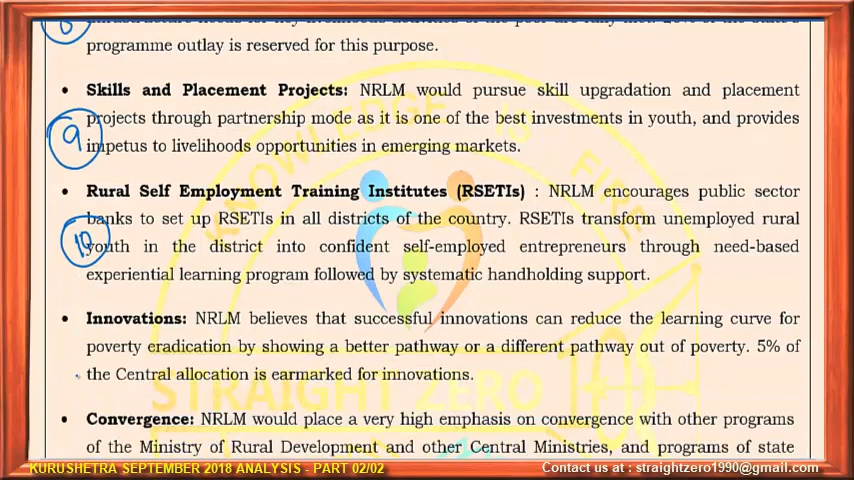 8
programme outlay is reserved for this purpose.
• Skills and Placement Projects: NRLM would pursue skill upgradation and placement
projects through partnership mode as it is one of the best investments in youth, and provides
9
impetus to livelihoods opportunities in emerging markets.
• Rural Self Employment Training Institutes (RSETIs) : NRLM encourages public sector
banks to set up RSETIs in all districts of the country. RSETIs transform unemployed rural
10
youth in the district into confident self-employed entrepreneurs through need-based
experiential learning program followed by systematic handholding support.
• Innovations: NRLM believes that successful innovations can reduce the learning curve for
poverty eradication by showing a better pathway or a different pathway out of poverty. 5% of
the Central allocation is earmarked for innovations.
• Convergence: NRLM would place a very high emphasis on convergence with other programs
of the Ministry of Rural Development and other Central Ministries, and programs of state
KNOWLEDGE IS FIRE
STRAIGHT ZERO
KURUSHETRA SEPTEMBER 2018 ANALYSIS - PART 02/02
Contact us at : straightzero1990@gmail.com